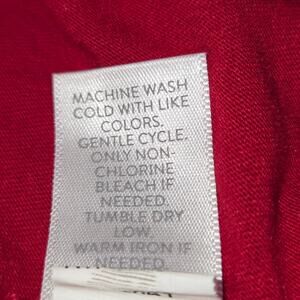 MACHINE WASH
COLD WITH LIKE
COLORS.
GENTLE CYCLE.
ONLY NON-
CHLORINE
BLEACH IF
NEEDED.
TUMBLE DRY
LOW.
WARM IRON IF
NEEDED